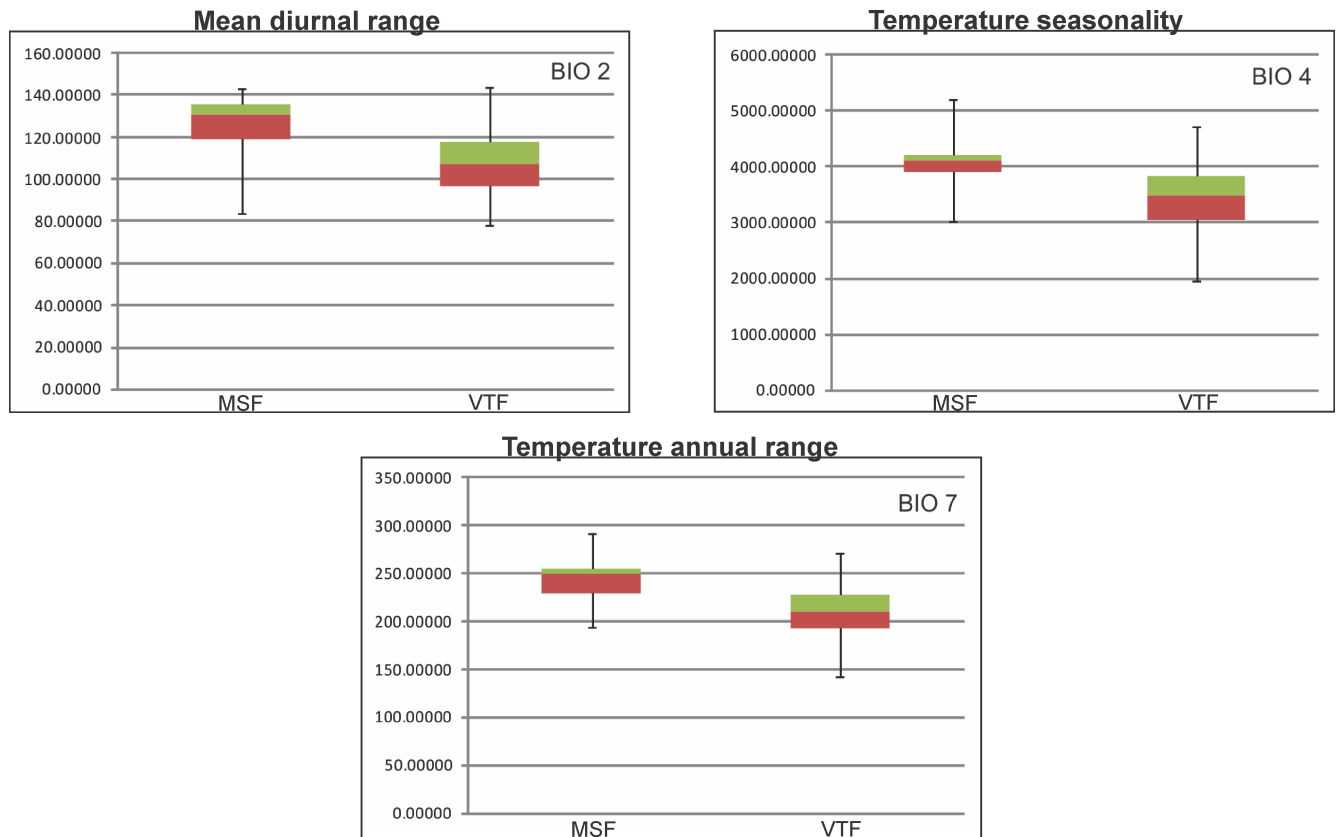 Mean diurnal range
160.00000
BIO 2
140.00000
120.00000
100.00000
80.00000
60.00000
40.00000
20.00000
0.00000
MSF VTF
Temperature seasonality
6000.00000
BIO 4
5000.00000
4000.00000
3000.00000
2000.00000
1000.00000
0.00000
MSF VTF
Temperature annual range
350.00000
BIO 7
300.00000
250.00000
200.00000
150.00000
100.00000
50.00000
0.00000
MSF VTF